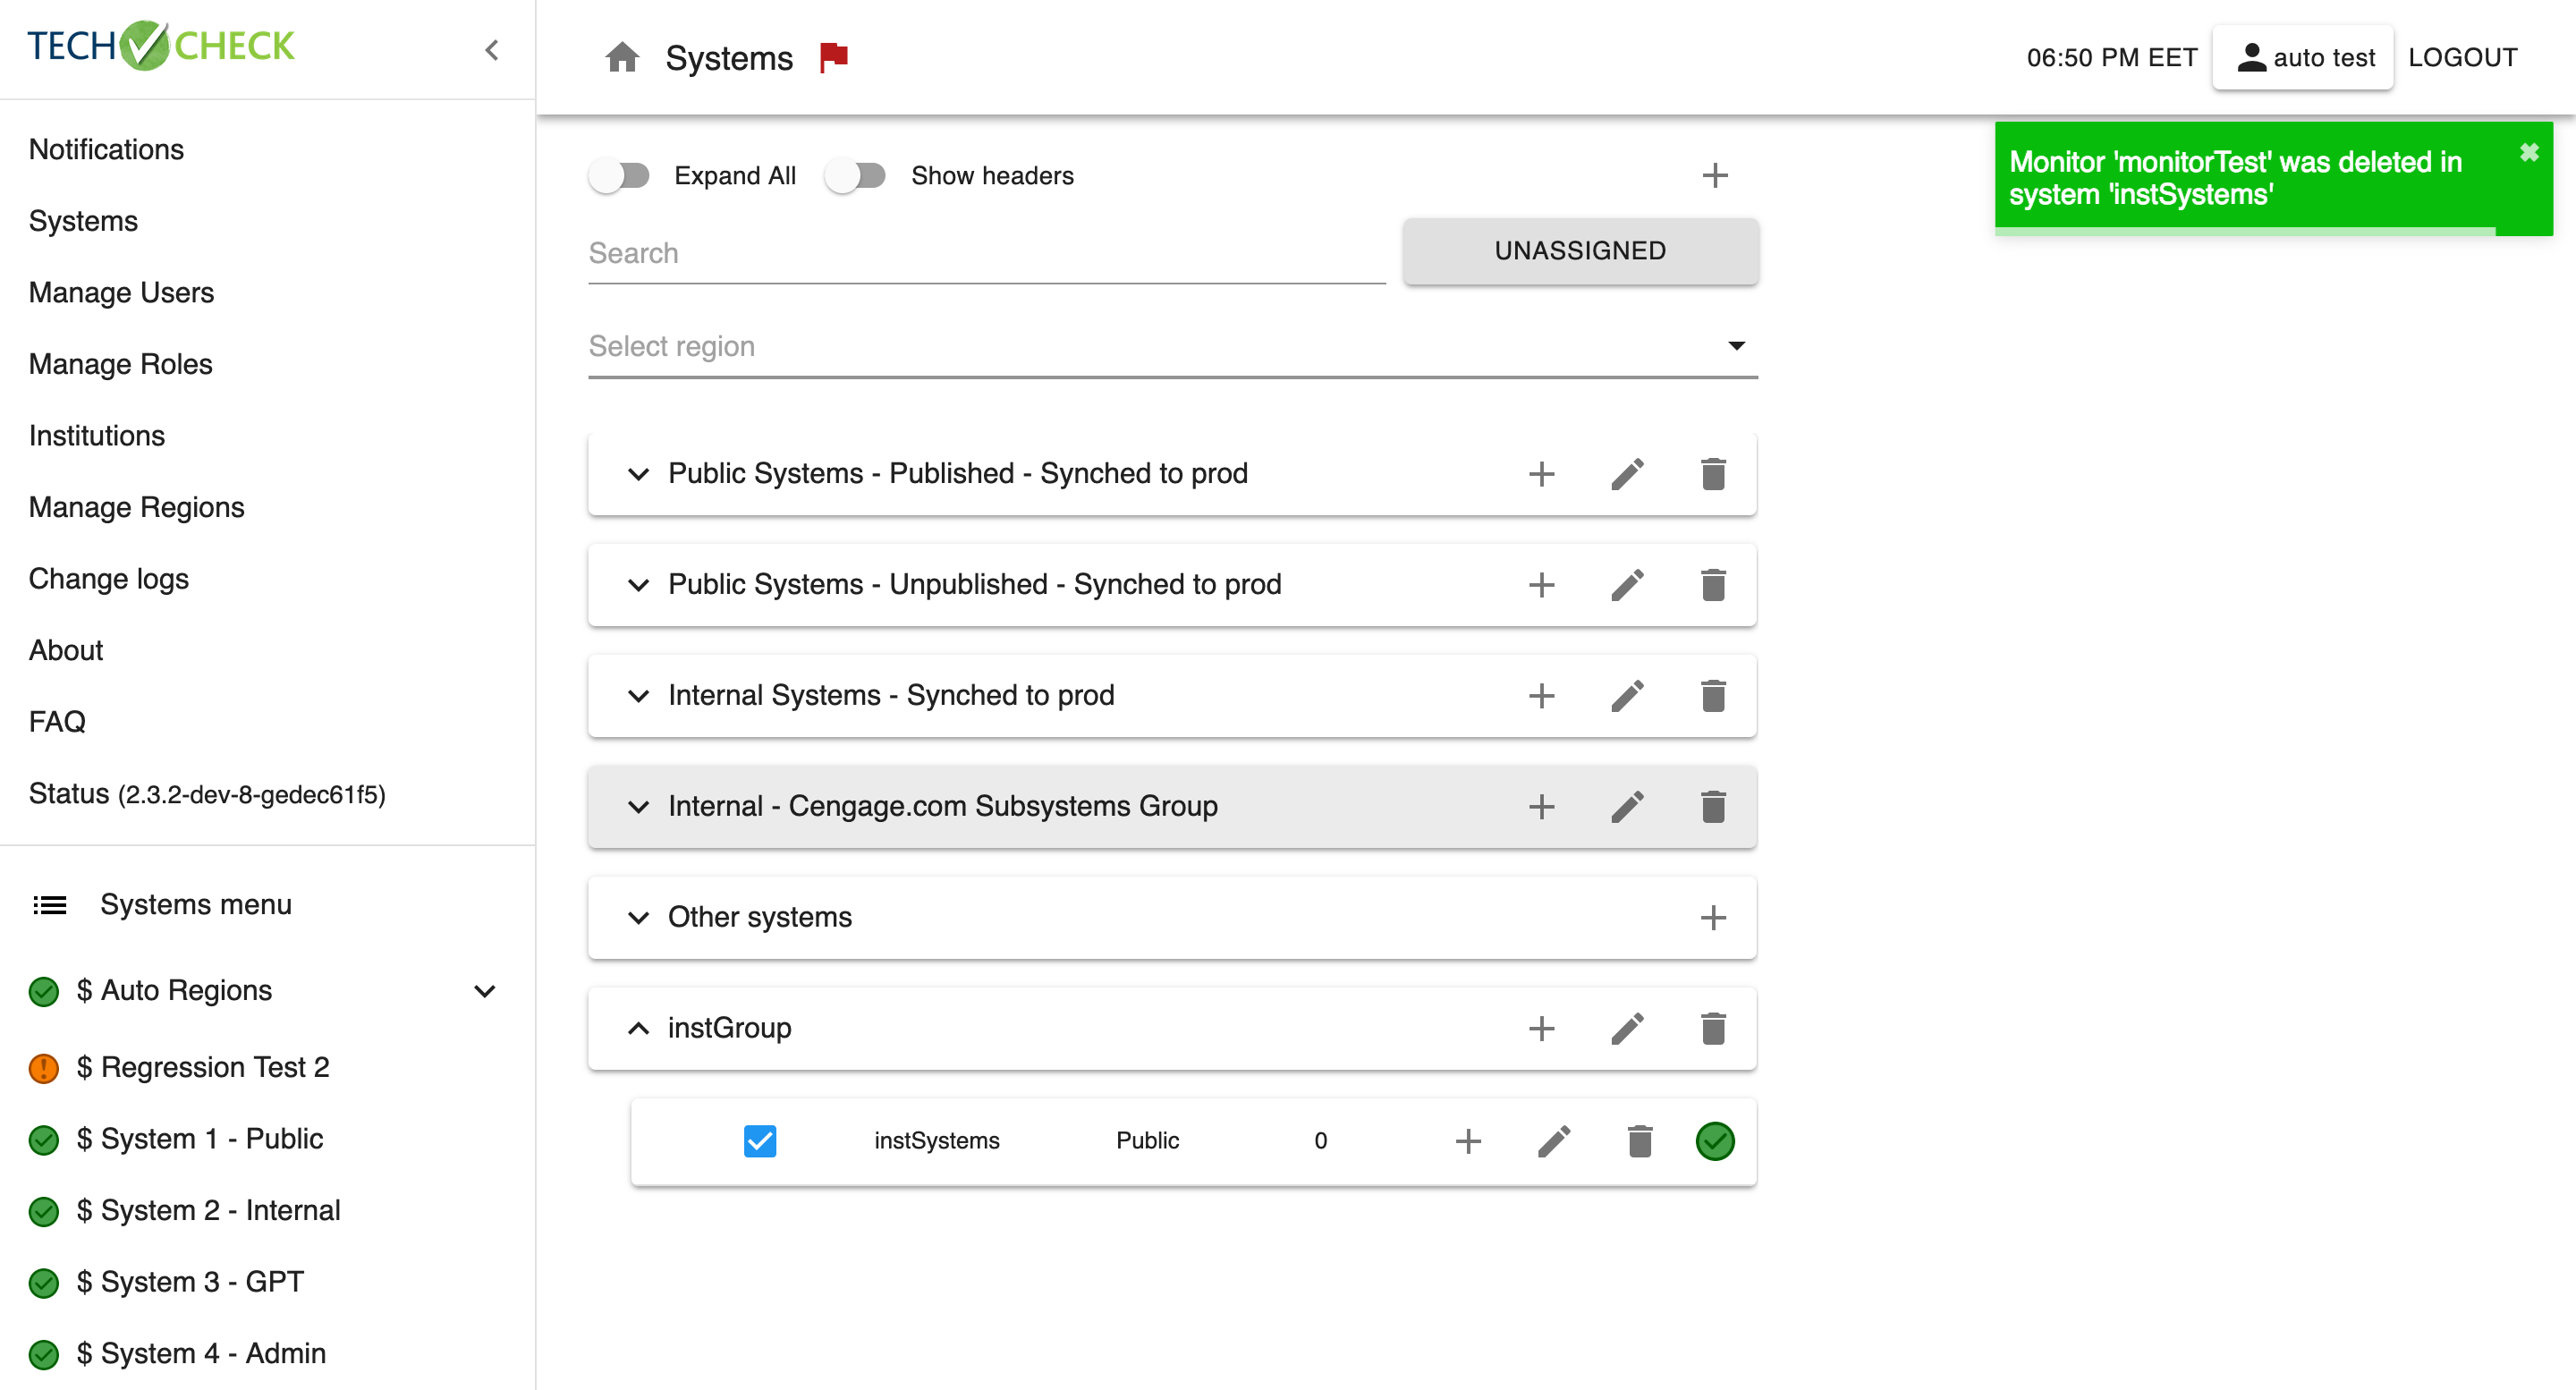 TECH CHECK
Notifications
Systems
Manage Users
Manage Roles
Institutions
Manage Regions
Change logs
About
FAQ
Status (2.3.2-dev-8-gedec61f5)
Systems menu
$ Auto Regions
$ Regression Test 2
$ System 1 - Public
$ System 2 - Internal
$ System 3 - GPT
$ System 4 - Admin
Systems
06:50 PM EET
auto test
LOGOUT
Monitor 'monitorTest' was deleted in
system 'instSystems'
Expand All
Show headers
Search
UNASSIGNED
Select region
Public Systems - Published - Synched to prod
Public Systems - Unpublished - Synched to prod
Internal Systems - Synched to prod
Internal - Cengage.com Subsystems Group
Other systems
instGroup
instSystems Public 0